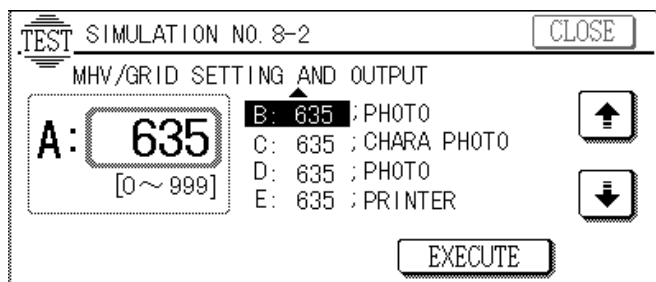 TEST SIMULATION NO. 8-2 CLOSE
MHV/GRID SETTING AND OUTPUT
A: 635
[0～999]
B: 635 ; PHOTO
C: 635 ; CHARA PHOTO
D: 635 ; PHOTO
E: 635 ; PRINTER
EXECUTE